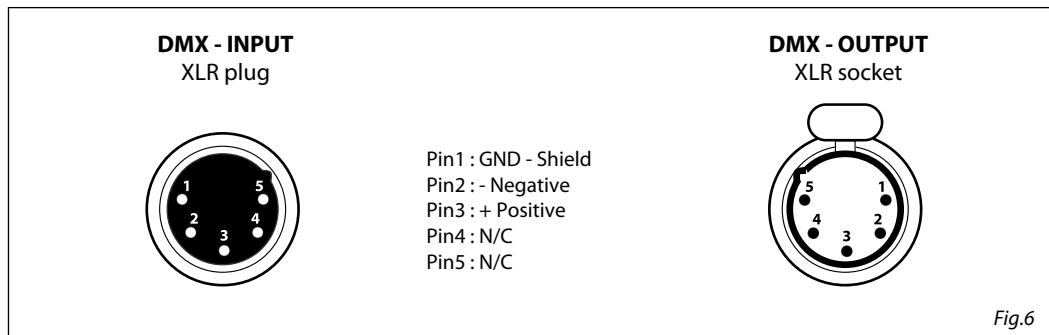 DMX - INPUT
XLR plug
1
5
2
4
3
Pin1 : GND - Shield
Pin2 : - Negative
Pin3 : + Positive
Pin4 : N/C
Pin5 : N/C
DMX - OUTPUT
XLR socket
5
1
4
2
3
Fig.6